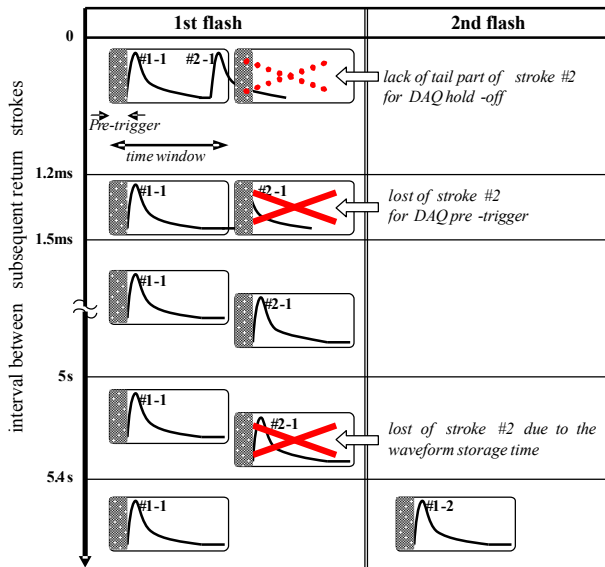 1st flash
2nd flash
0
#1-1
#2-1
lack of tail part of stroke #2
for DAQ hold -off
Pre-trigger
time window
1.2ms
#1-1
#2-1
lost of stroke #2
for DAQ pre -trigger
1.5ms
#1-1
#2-1
5s
#1-1
#2-1
lost of stroke #2 due to the
waveform storage time
5.4s
#1-1
#1-2
interval between subsequent return strokes